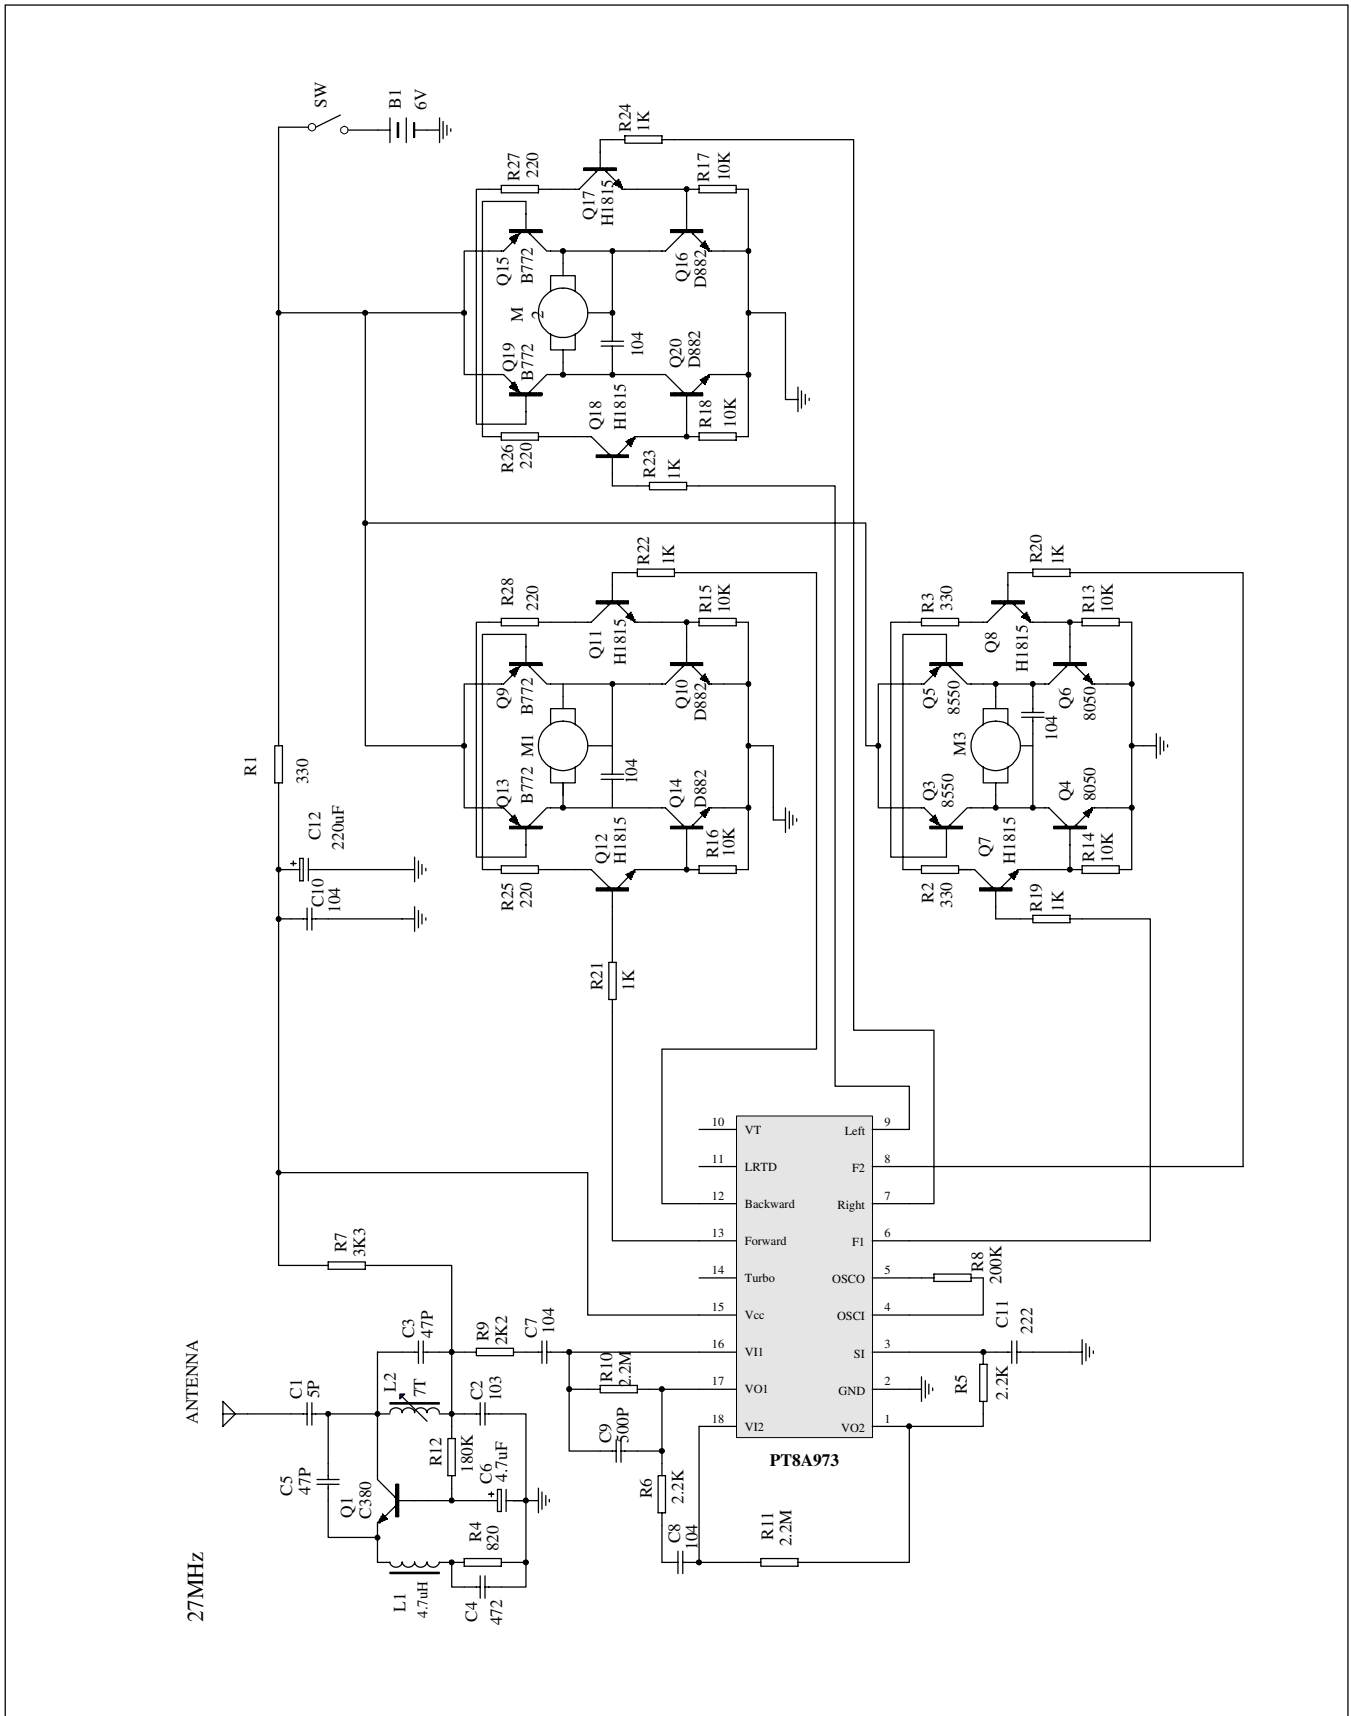 27MHz
ANTENNA
C1
5P
C5
47P
Q1
C380
L1
4.7uH
C4
472
R4
820
C6
4.7uF
+
R12
180K
L2
7T
C3
47P
C2
103
R7
3K3
R9
2K2
C7
104
R10
2.2M
C9
500P
R6
2.2K
C8
104
R11
2.2M
R5
2.2K
C11
222
R8
200K
PT8A973
10
VT
11
LRTD
12
Backward
13
Forward
14
Turbo
15
Vcc
16
VI1
17
VO1
18
VI2
Left
9
F2
8
Right
7
F1
6
OSCO
5
OSCI
4
SI
3
GND
2
VO2
1
C10
104
C12
220uF
+
R1
330
SW
B1
6V
R21
1K
R25
220
Q12
H1815
R16
10K
Q13
B772
Q14
D882
M1
104
Q9
B772
Q10
D882
R28
220
Q11
H1815
R15
10K
R22
1K
R26
220
Q18
H1815
R18
10K
R23
1K
Q19
B772
Q20
D882
M
2
104
Q15
B772
Q16
D882
R27
220
Q17
H1815
R17
10K
R24
1K
R2
330
Q7
H1815
R14
10K
R19
1K
Q3
8550
Q4
8050
M3
104
Q5
8550
Q6
8050
R3
330
Q8
H1815
R13
10K
R20
1K